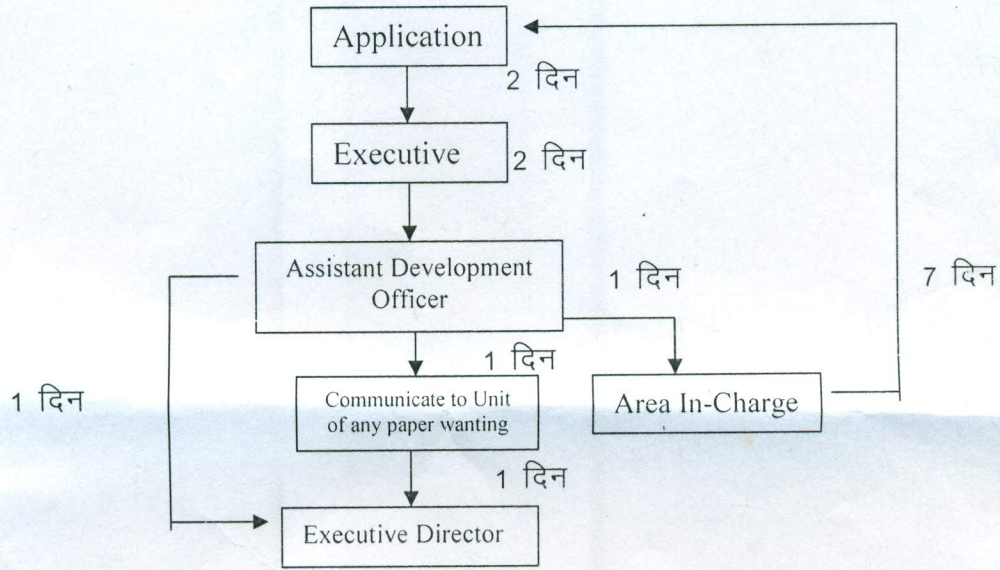 Application
2 दिन
Executive
2 दिन
Assistant Development
Officer
1 दिन
7 दिन
1 दिन
1 दिन
Communicate to Unit
of any paper wanting
Area In-Charge
1 दिन
Executive Director